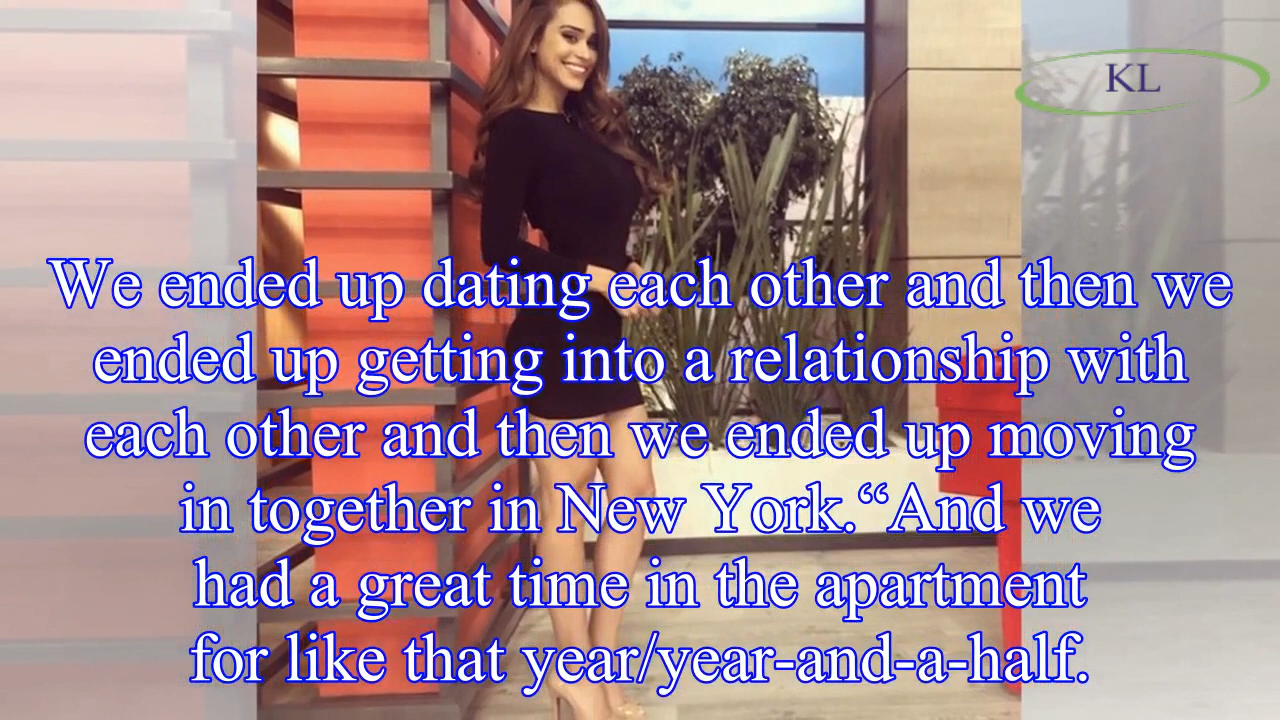 KL
We ended up dating each other and then we
ended up getting into a relationship with
each other and then we ended up moving
in together in New York.“And we
had a great time in the apartment
for like that year/year-and-a-half.